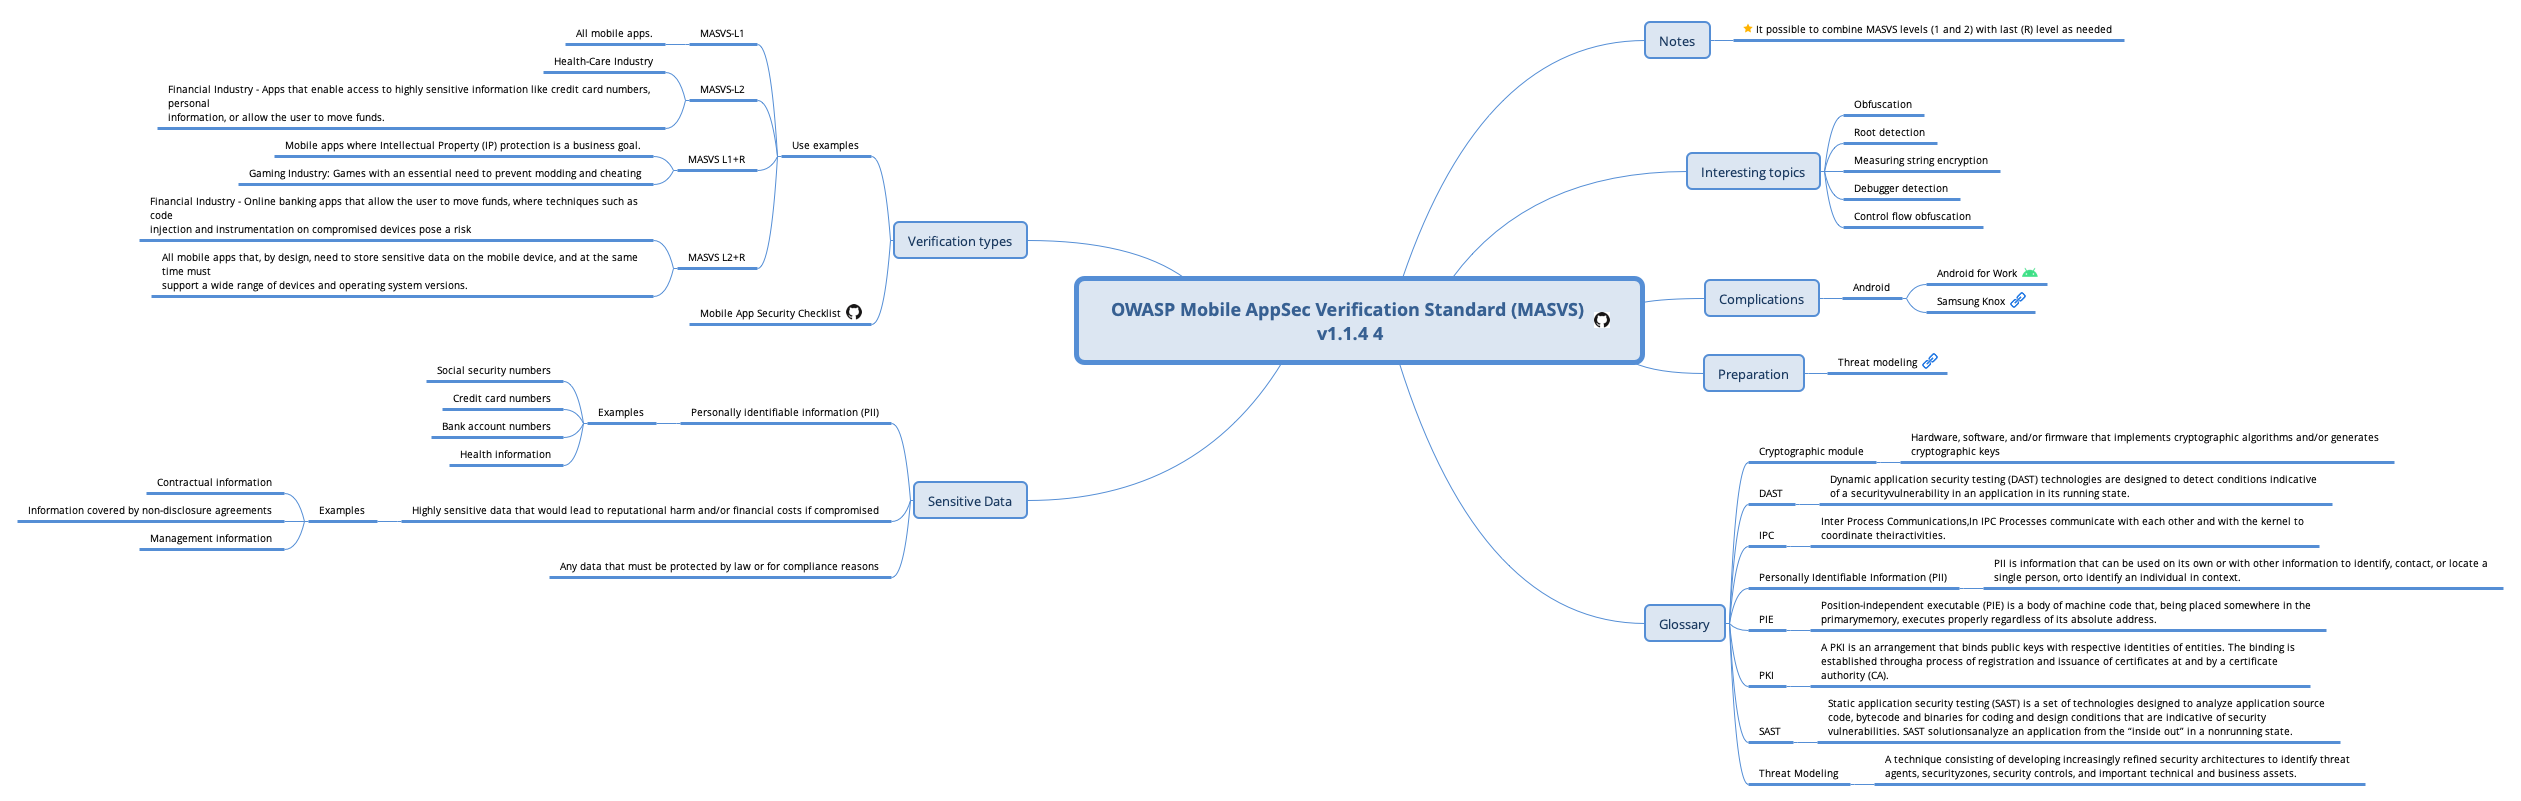 OWASP Mobile AppSec Verification Standard (MASVS)
v1.1.4 4
Verification types
Use examples
MASVS-L1
All mobile apps.
MASVS-L2
Health-Care Industry
Financial Industry - Apps that enable access to highly sensitive information like credit card numbers,
personal
information, or allow the user to move funds.
MASVS L1+R
Mobile apps where Intellectual Property (IP) protection is a business goal.
Gaming Industry: Games with an essential need to prevent modding and cheating
MASVS L2+R
Financial Industry - Online banking apps that allow the user to move funds, where techniques such as
code
injection and instrumentation on compromised devices pose a risk
All mobile apps that, by design, need to store sensitive data on the mobile device, and at the same
time must
support a wide range of devices and operating system versions.
Mobile App Security Checklist
Sensitive Data
Personally identifiable information (PII)
Examples
Social security numbers
Credit card numbers
Bank account numbers
Health information
Highly sensitive data that would lead to reputational harm and/or financial costs if compromised
Examples
Contractual information
Information covered by non-disclosure agreements
Management information
Any data that must be protected by law or for compliance reasons
Notes
It possible to combine MASVS levels (1 and 2) with last (R) level as needed
Interesting topics
Obfuscation
Root detection
Measuring string encryption
Debugger detection
Control flow obfuscation
Complications
Android
Android for Work
Samsung Knox
Preparation
Threat modeling
Glossary
Cryptographic module
Hardware, software, and/or firmware that implements cryptographic algorithms and/or generates
cryptographic keys
DAST
Dynamic application security testing (DAST) technologies are designed to detect conditions indicative
of a securityvulnerability in an application in its running state.
IPC
Inter Process Communications,In IPC Processes communicate with each other and with the kernel to
coordinate theiractivities.
Personally Identifiable Information (PII)
PII is information that can be used on its own or with other information to identify, contact, or locate a
single person, orto identify an individual in context.
PIE
Position-independent executable (PIE) is a body of machine code that, being placed somewhere in the
primarymemory, executes properly regardless of its absolute address.
PKI
A PKI is an arrangement that binds public keys with respective identities of entities. The binding is
established througha process of registration and issuance of certificates at and by a certificate
authority (CA).
SAST
Static application security testing (SAST) is a set of technologies designed to analyze application source
code, bytecode and binaries for coding and design conditions that are indicative of security
vulnerabilities. SAST solutionsanalyze an application from the “inside out” in a nonrunning state.
Threat Modeling
A technique consisting of developing increasingly refined security architectures to identify threat
agents, securityzones, security controls, and important technical and business assets.